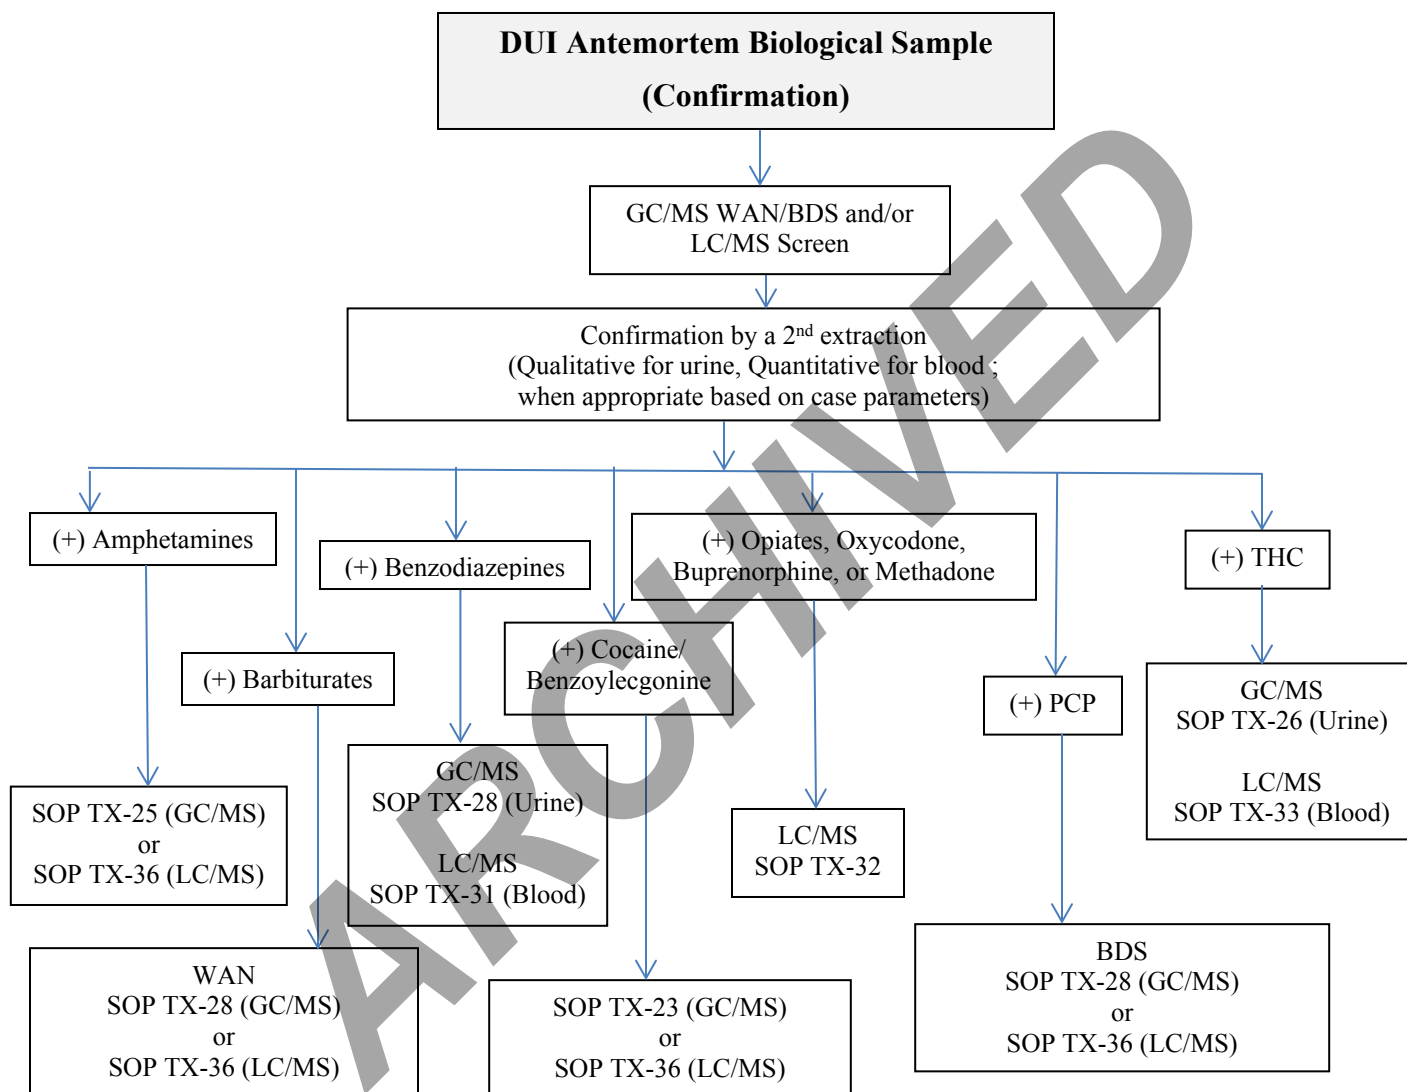 DUI Antemortem Biological Sample
(Confirmation)
GC/MS WAN/BDS and/or
LC/MS Screen
Confirmation by a 2nd extraction
(Qualitative for urine, Quantitative for blood ;
when appropriate based on case parameters)
(+) Amphetamines
(+) Barbiturates
(+) Benzodiazepines
(+) Cocaine/
Benzoylecgonine
(+) Opiates, Oxycodone,
Buprenorphine, or Methadone
(+) PCP
(+) THC
SOP TX-25 (GC/MS)
or
SOP TX-36 (LC/MS)
WAN
SOP TX-28 (GC/MS)
or
SOP TX-36 (LC/MS)
GC/MS
SOP TX-28 (Urine)
LC/MS
SOP TX-31 (Blood)
SOP TX-23 (GC/MS)
or
SOP TX-36 (LC/MS)
LC/MS
SOP TX-32
BDS
SOP TX-28 (GC/MS)
or
SOP TX-36 (LC/MS)
GC/MS
SOP TX-26 (Urine)
LC/MS
SOP TX-33 (Blood)
ARCHIVED